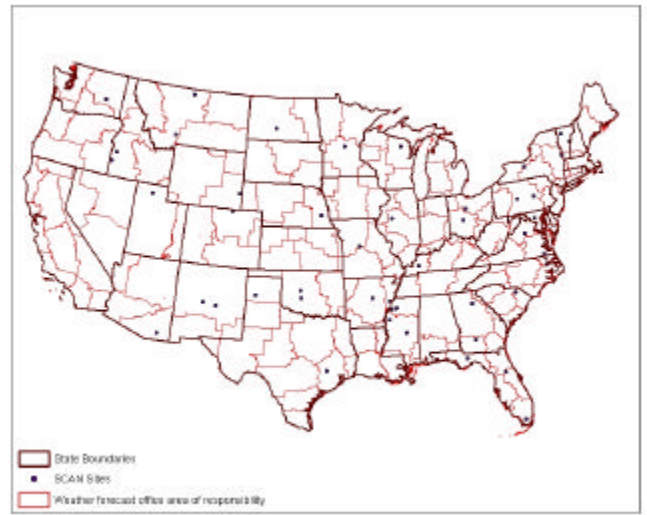 State Boundaries
SCAN Sites
Weather forecast office area of responsibility